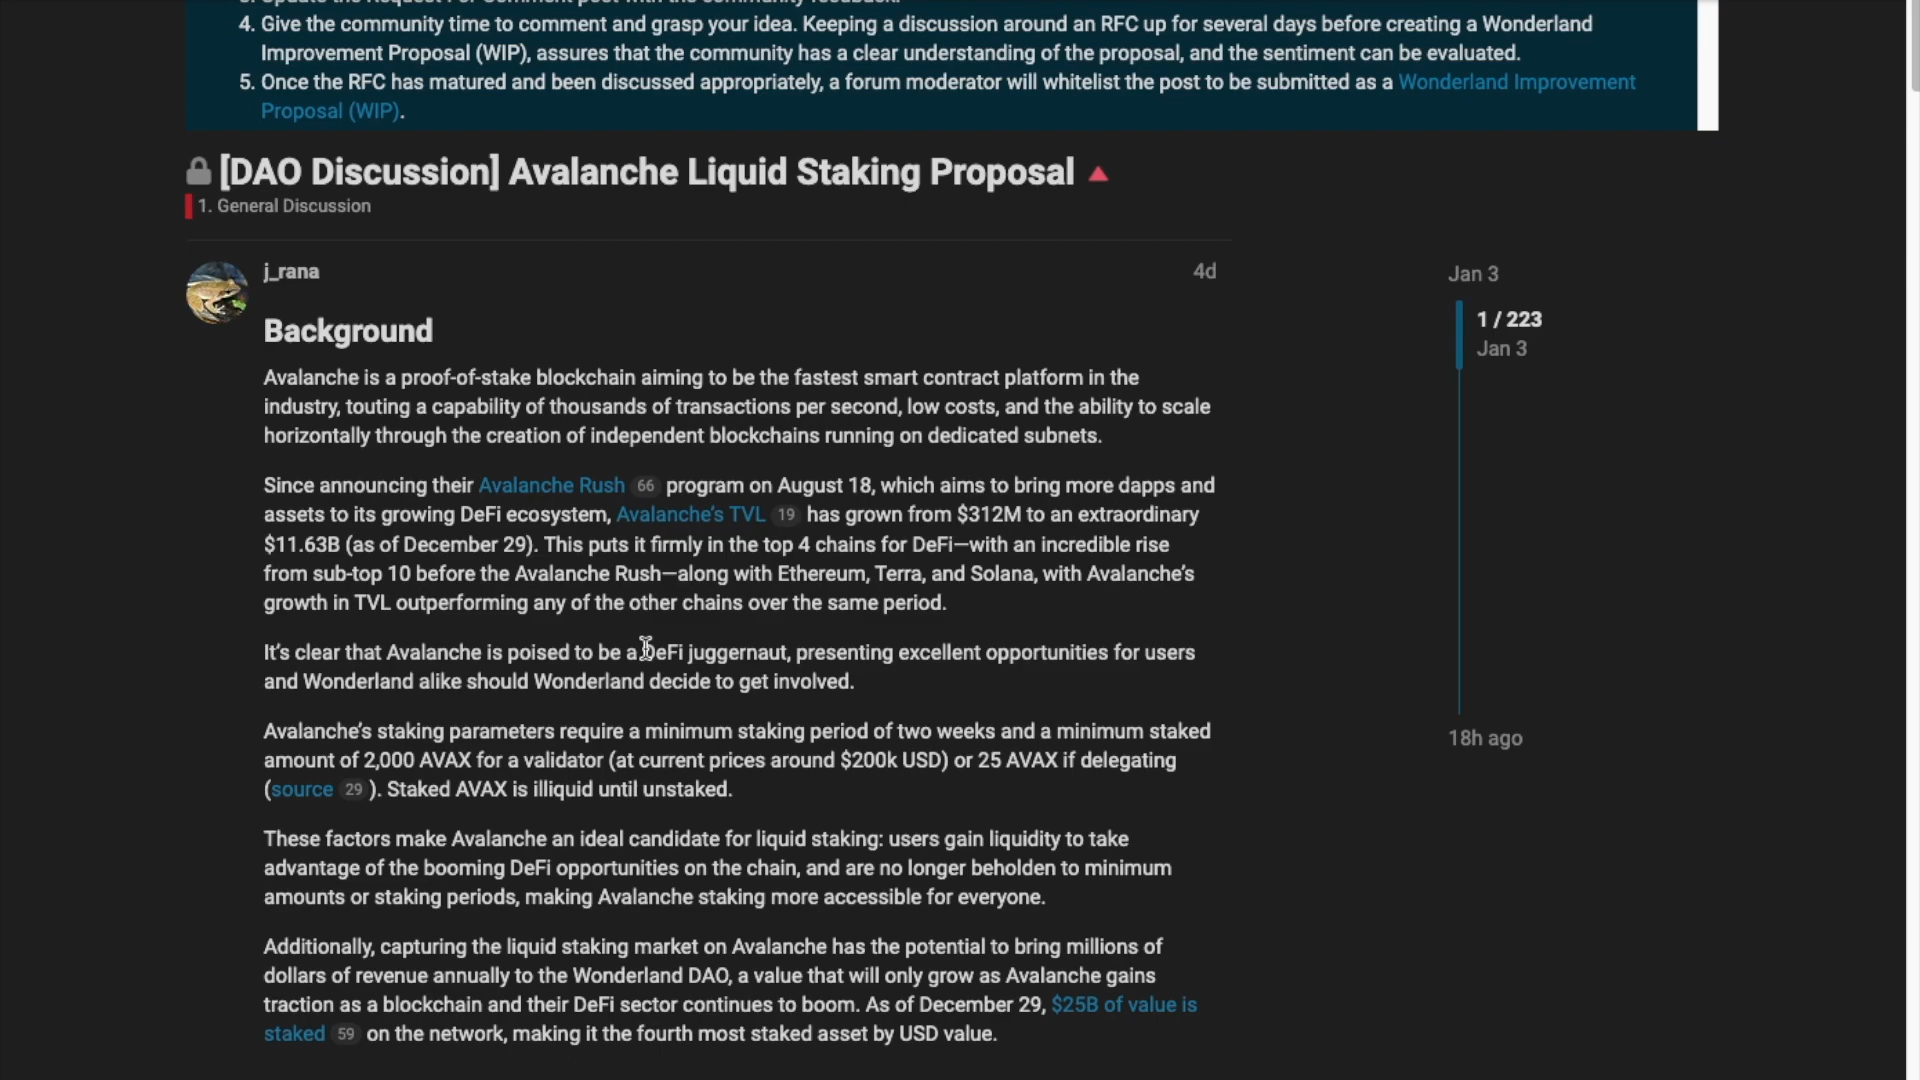 4. Give the community time to comment and grasp your idea. Keeping a discussion around an RFC up for several days before creating a Wonderland
Improvement Proposal (WIP), assures that the community has a clear understanding of the proposal, and the sentiment can be evaluated.
5. Once the RFC has matured and been discussed appropriately, a forum moderator will whitelist the post to be submitted as a Wonderland Improvement
Proposal (WIP).
[DAO Discussion] Avalanche Liquid Staking Proposal
1. General Discussion
j_rana
4d
Jan 3
1 / 223
Jan 3
Background
Avalanche is a proof-of-stake blockchain aiming to be the fastest smart contract platform in the
industry, touting a capability of thousands of transactions per second, low costs, and the ability to scale
horizontally through the creation of independent blockchains running on dedicated subnets.
Since announcing their Avalanche Rush 66 program on August 18, which aims to bring more dapps and
assets to its growing DeFi ecosystem, Avalanche's TVL 19 has grown from $312M to an extraordinary
$11.63B (as of December 29). This puts it firmly in the top 4 chains for DeFi—with an incredible rise
from sub-top 10 before the Avalanche Rush—along with Ethereum, Terra, and Solana, with Avalanche's
growth in TVL outperforming any of the other chains over the same period.
It's clear that Avalanche is poised to be a DeFi juggernaut, presenting excellent opportunities for users
and Wonderland alike should Wonderland decide to get involved.
Avalanche's staking parameters require a minimum staking period of two weeks and a minimum staked
amount of 2,000 AVAX for a validator (at current prices around $200k USD) or 25 AVAX if delegating
(source 29 ). Staked AVAX is illiquid until unstaked.
18h ago
These factors make Avalanche an ideal candidate for liquid staking: users gain liquidity to take
advantage of the booming DeFi opportunities on the chain, and are no longer beholden to minimum
amounts or staking periods, making Avalanche staking more accessible for everyone.
Additionally, capturing the liquid staking market on Avalanche has the potential to bring millions of
dollars of revenue annually to the Wonderland DAO, a value that will only grow as Avalanche gains
traction as a blockchain and their DeFi sector continues to boom. As of December 29, $25B of value is
staked 59 on the network, making it the fourth most staked asset by USD value.